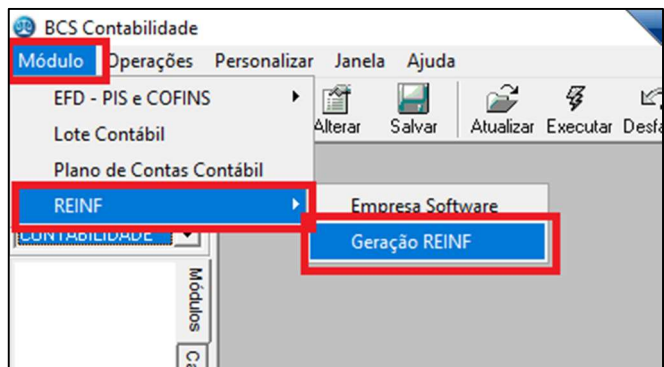 BCS Contabilidade
Módulo Operações Personalizar Janela Ajuda
EFD - PIS e COFINS
Alterar Salvar Atualizar Executar
Lote Contábil
Plano de Contas Contábil
REINF
Empresa Software
CONTABILIDADE
Geração REINF
Módulos